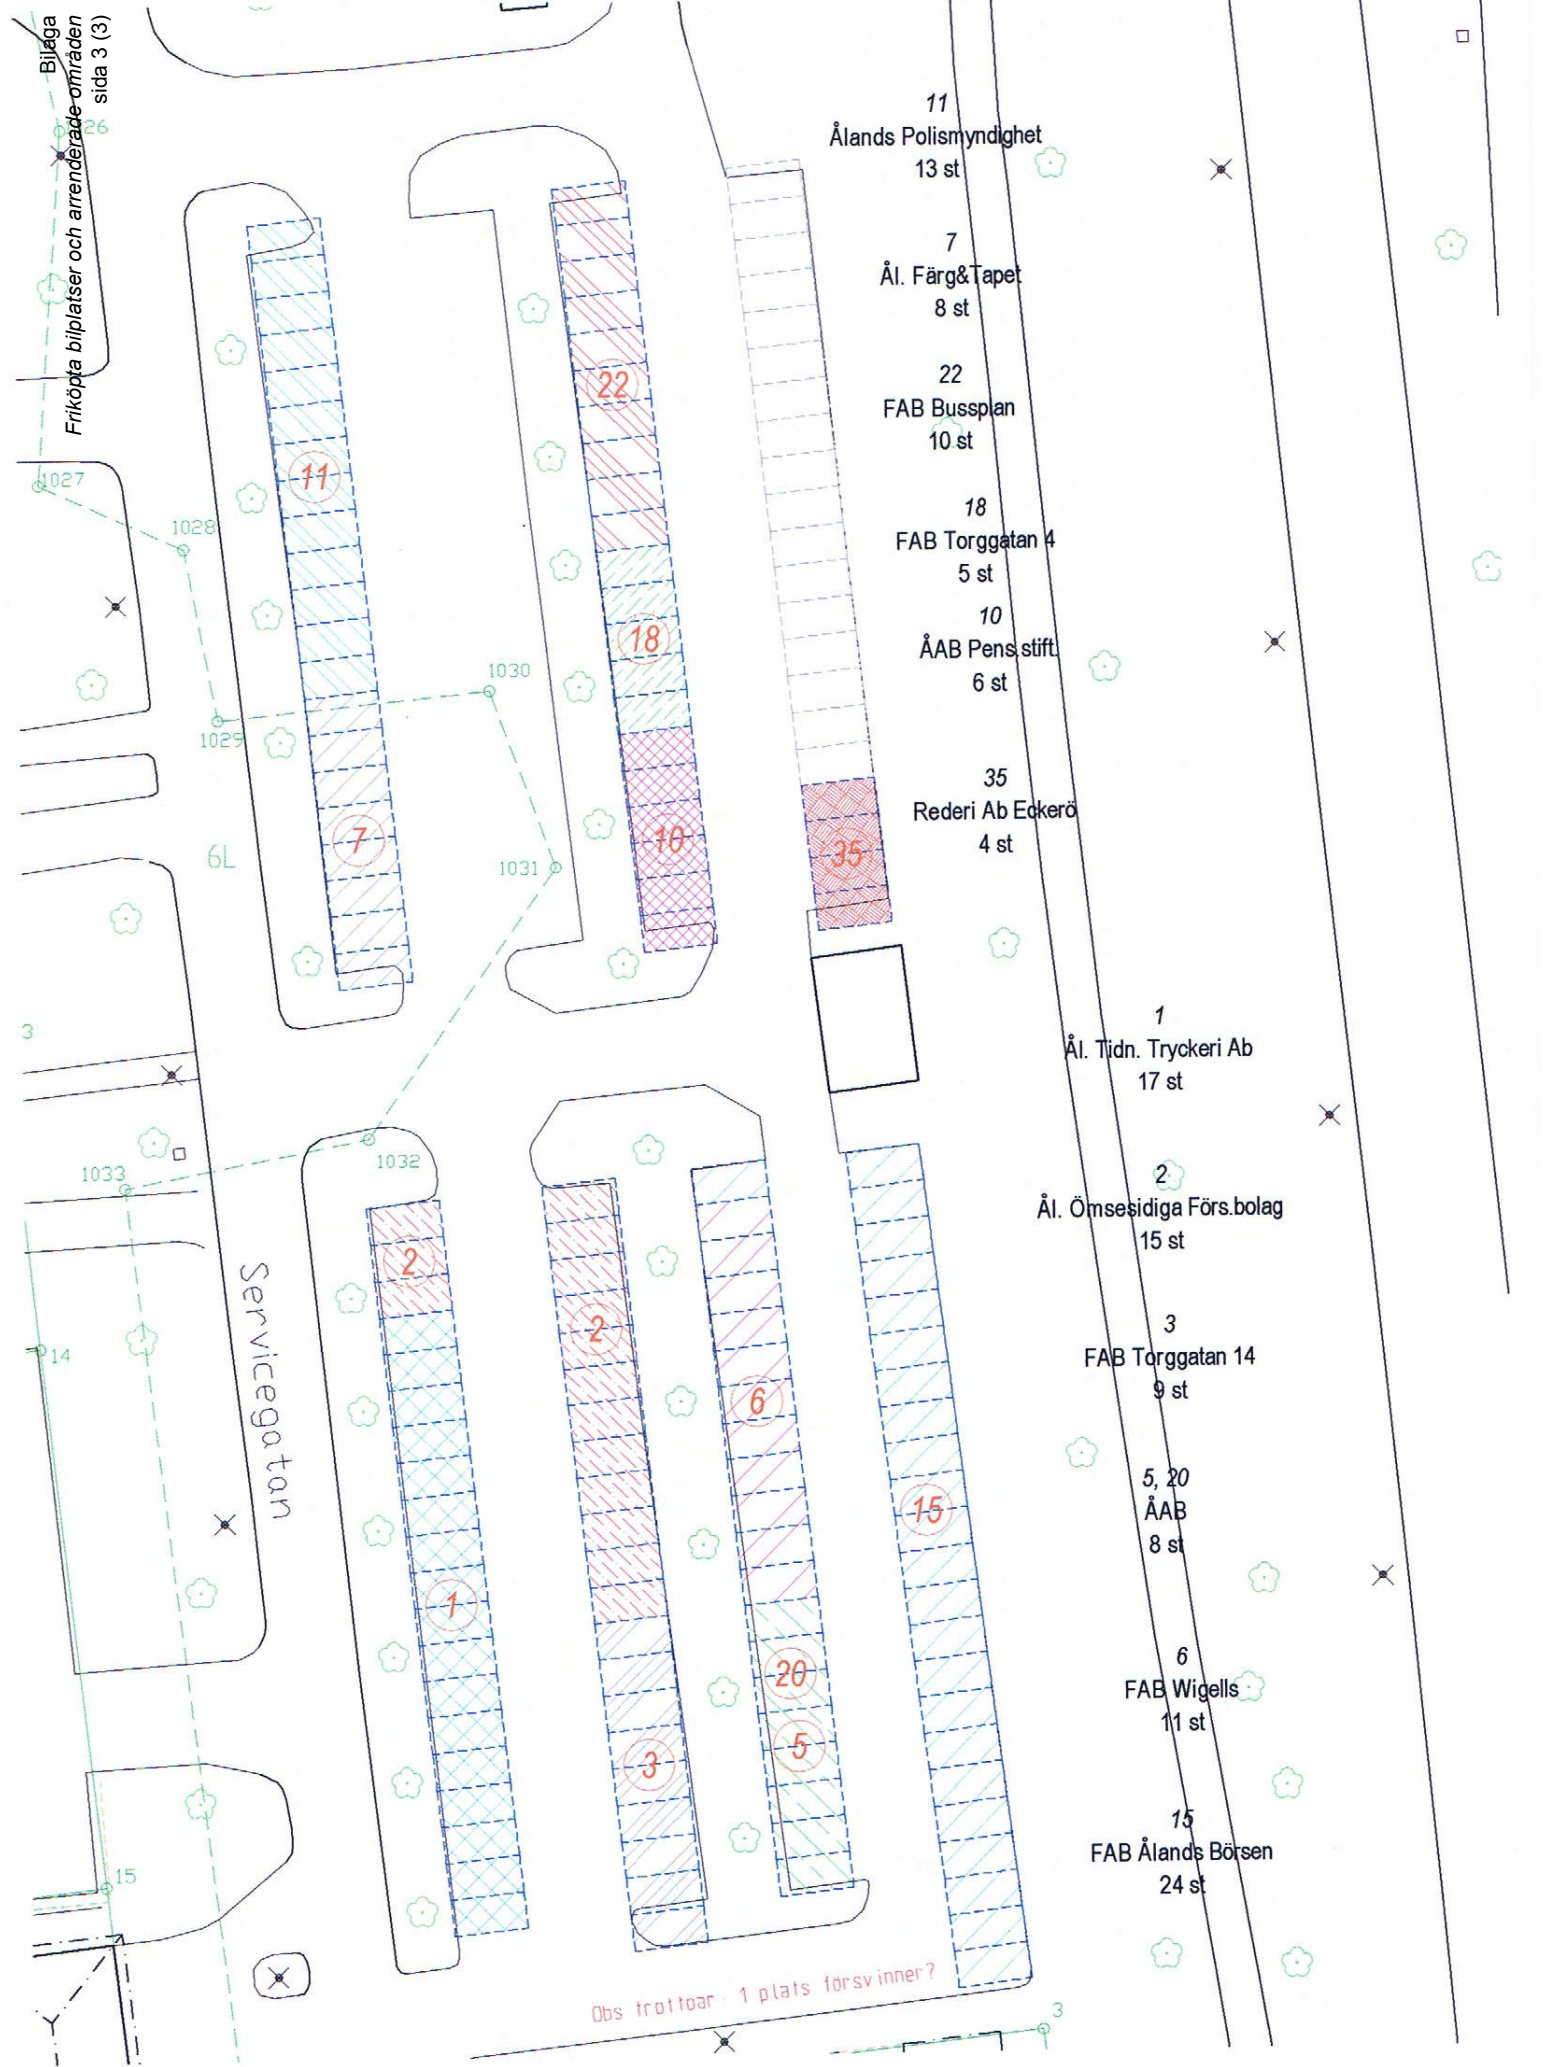 Bilaga
Friköpta bilplatser och arrenderade områden
sida 3 (3)
11
Ålands Polismyndighet
13 st
7
Ål. Färg&Tapet
8 st
22
FAB Bussplan
10 st
18
FAB Torggatan 4
5 st
10
ÅAB Pens.stift.
6 st
35
Rederi Ab Eckerö
4 st
1
Ål. Tidn. Tryckeri Ab
17 st
2
Ål. Ömsesidiga Förs.bolag
15 st
3
FAB Torggatan 14
9 st
5, 20
ÅAB
8 st
6
FAB Wigells
11 st
15
FAB Ålands Börsen
24 st
1027
1028
1029
1030
1031
1032
1033
6L
3
14
15
3
Servicegatan
11
7
22
18
10
35
2
1
2
3
6
20
5
15
Obs trottoar: 1 plats försvinner?